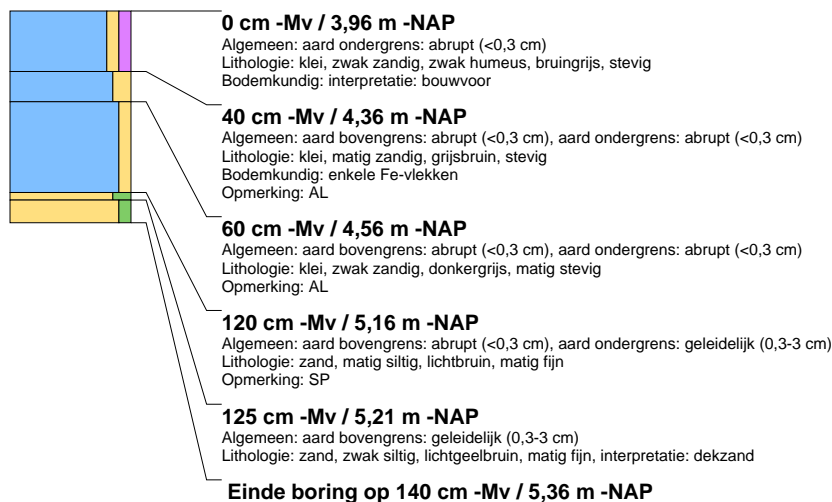 0 cm -Mv / 3,96 m -NAP
Algemeen: aard ondergrens: abrupt (<0,3 cm)
Lithologie: klei, zwak zandig, zwak humeus, bruingrijs, stevig
Bodemkundig: interpretatie: bouwvoor
40 cm -Mv / 4,36 m -NAP
Algemeen: aard bovengrens: abrupt (<0,3 cm), aard ondergrens: abrupt (<0,3 cm)
Lithologie: klei, matig zandig, grijsbruin, stevig
Bodemkundig: enkele Fe-vlekken
Opmerking: AL
60 cm -Mv / 4,56 m -NAP
Algemeen: aard bovengrens: abrupt (<0,3 cm), aard ondergrens: abrupt (<0,3 cm)
Lithologie: klei, zwak zandig, donkergrijs, matig stevig
Opmerking: AL
120 cm -Mv / 5,16 m -NAP
Algemeen: aard bovengrens: abrupt (<0,3 cm), aard ondergrens: geleidelijk (0,3-3 cm)
Lithologie: zand, matig siltig, lichtbruin, matig fijn
Opmerking: SP
125 cm -Mv / 5,21 m -NAP
Algemeen: aard bovengrens: geleidelijk (0,3-3 cm)
Lithologie: zand, zwak siltig, lichtgeelbruin, matig fijn, interpretatie: dekzand
Einde boring op 140 cm -Mv / 5,36 m -NAP